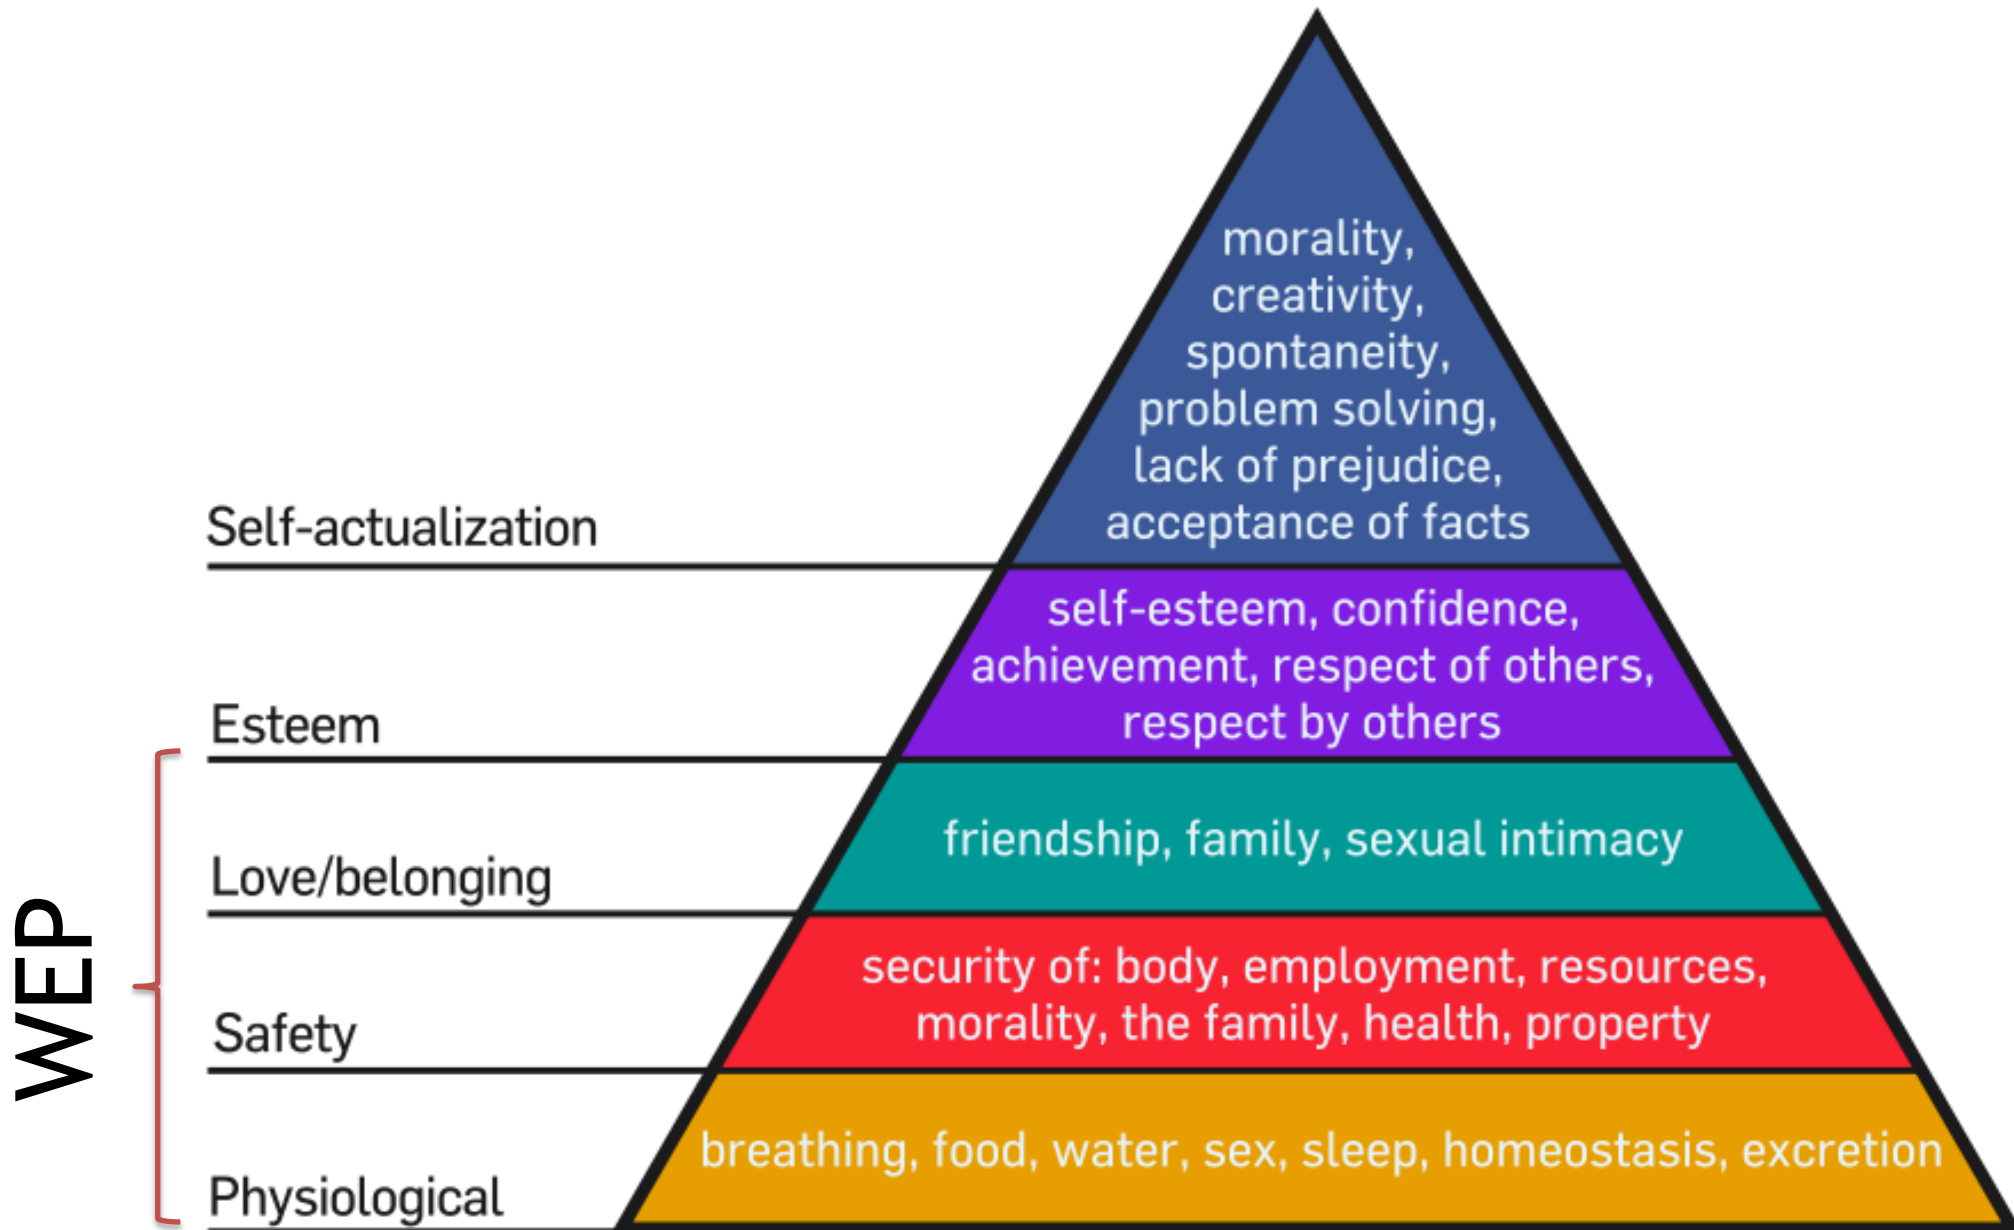 morality,
creativity,
spontaneity,
problem solving,
lack of prejudice,
acceptance of facts
Self-actualization
self-esteem, confidence,
achievement, respect of others,
respect by others
Esteem
friendship, family, sexual intimacy
Love/belonging
security of: body, employment, resources,
morality, the family, health, property
Safety
breathing, food, water, sex, sleep, homeostasis, excretion
Physiological
WEP